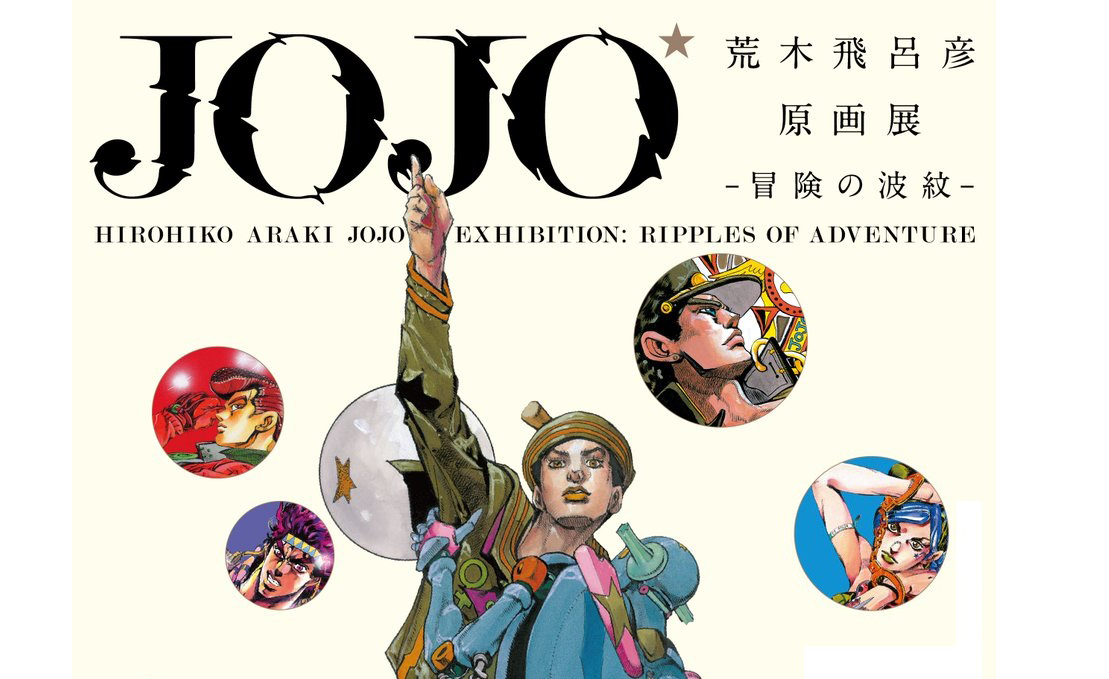 JOJO
荒木飛呂彦
原画展
-冒険の波紋-
HIROHIKO ARAKI JOJO EXHIBITION: RIPPLES OF ADVENTURE
JOJO